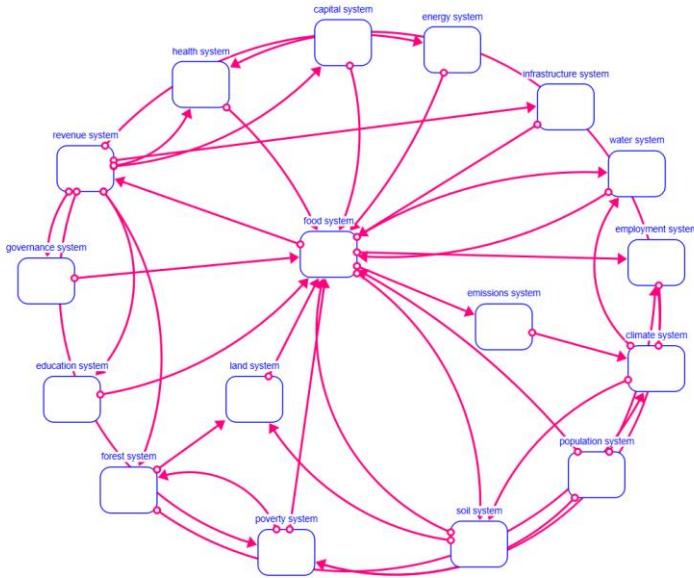 capital system
energy system
health system
infrastructure system
revenue system
water system
food system
employment system
governance system
emissions system
climate system
education system
land system
population system
forest system
soil system
poverty system